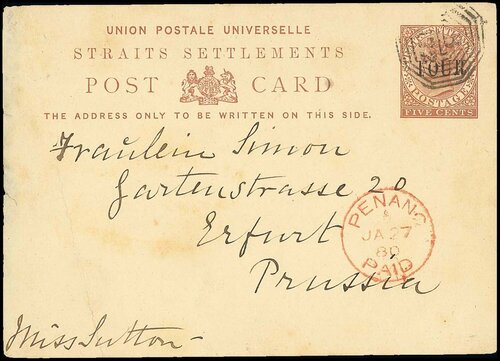 UNION POSTALE UNIVERSELLE
STRAITS SETTLEMENTS
POST CARD
THE ADDRESS ONLY TO BE WRITTEN ON THIS SIDE.
FOUR
POSTAGE
FIVE CENTS
Fräulein Simon
Gartenstrasse 20
Erfurt
Prussia
PENANG
JA 27
80
PAID
Miss Sutton-